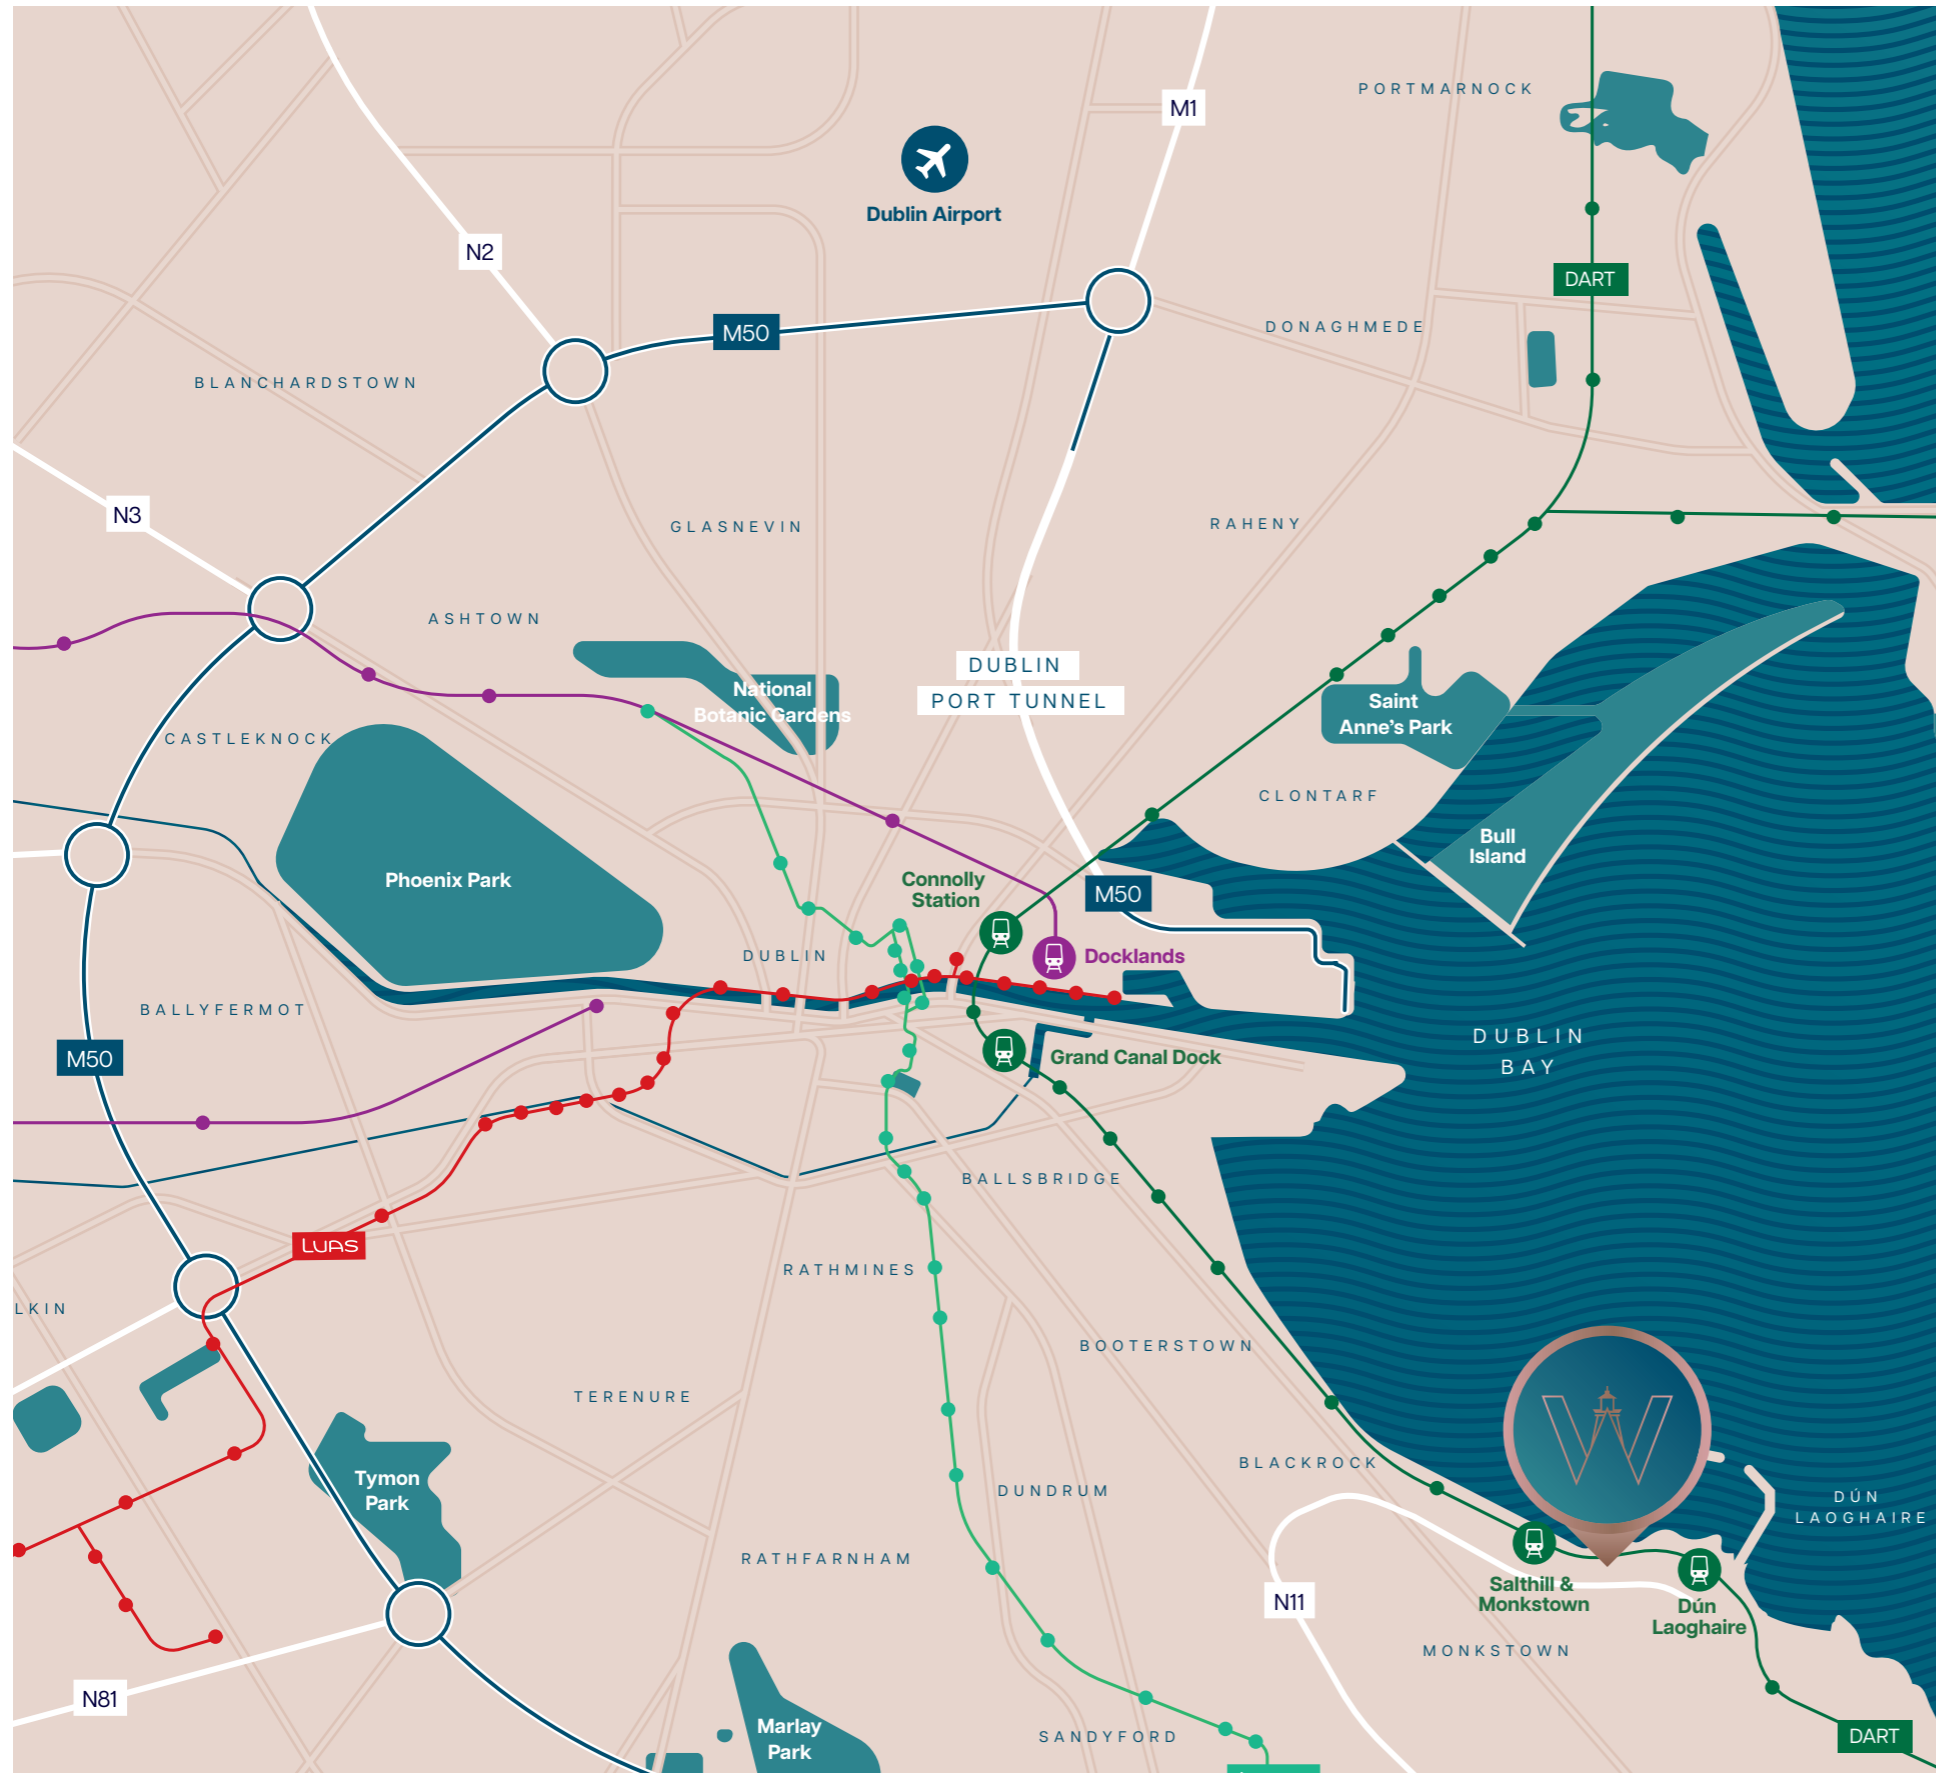 PORTMARNOCK
M1
Dublin Airport
N2
DART
M50
DONAGHMEDE
BLANCHARDSTOWN
N3
GLASNEVIN
RAHENY
ASHTOWN
DUBLIN
PORT TUNNEL
National
Botanic Gardens
Saint
Anne's Park
CASTLEKNOCK
CLONTARF
Bull
Island
Phoenix Park
Connolly
Station
M50
DUBLIN
Docklands
BALLYFERMOT
DUBLIN
BAY
M50
Grand Canal Dock
BALLSBRIDGE
LUAS
RATHMINES
LKIN
BOOTERSTOWN
TERENURE
W
BLACKROCK
Tymon
Park
DUNDRUM
DÚN
LAOGHAIRE
RATHFARNHAM
Salthill &
Monkstown
N11
Dún
Laoghaire
MONKSTOWN
N81
Marlay
Park
SANDYFORD
DART